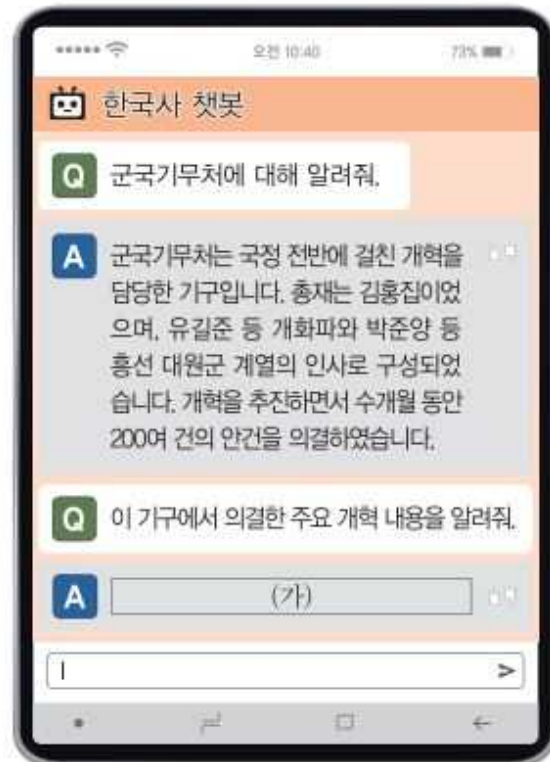 오전 10:40
73%
한국사 챗봇
Q 군국기무처에 대해 알려줘.
A 군국기무처는 국정 전반에 걸친 개혁을
담당한 기구입니다. 총재는 김홍집이었
으며, 유길준 등 개화파와 박준양 등
흥선 대원군 계열의 인사로 구성되었
습니다. 개혁을 추진하면서 수개월 동안
200여 건의 안건을 의결하였습니다.
Q 이 기구에서 의결한 주요 개혁 내용을 알려줘.
A (가)